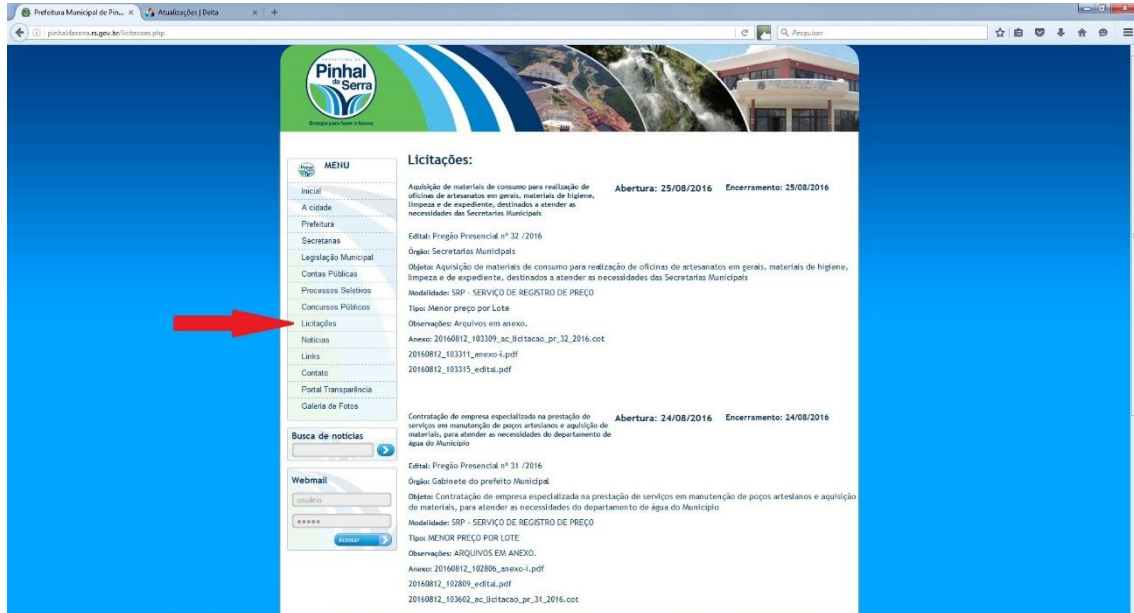 Prefeitura Municipal de Pin...
Atualizações | Delta
pinhaldaserra.rs.gov.br/licitacoes.php
Pesquisar
PREFEITURA DE
Pinhal
da Serra
Energia para fazer o futuro
MENU
Inicial
A cidade
Prefeitura
Secretarias
Legislação Municipal
Contas Públicas
Processos Seletivos
Concursos Públicos
Licitações
Notícias
Links
Contato
Portal Transparência
Galeria de Fotos
Busca de notícias
Webmail
usuário
Acessar
Licitações:
Aquisição de materiais de consumo para realização de
oficinas de artesanatos em gerais, materiais de higiene,
limpeza e de expediente, destinados a atender as
necessidades das Secretarias Municipais
Abertura: 25/08/2016 Encerramento: 25/08/2016
Edital: Pregão Presencial nº 32 /2016
Órgão: Secretarias Municipais
Objeto: Aquisição de materiais de consumo para realização de oficinas de artesanatos em gerais, materiais de higiene,
limpeza e de expediente, destinados a atender as necessidades das Secretarias Municipais
Modalidade: SRP - SERVIÇO DE REGISTRO DE PREÇO
Tipo: Menor preço por Lote
Observações: Arquivos em anexo.
Anexo: 20160812_103309_ac_licitacao_pr_32_2016.cot
20160812_103311_anexo-i.pdf
20160812_103315_edital.pdf
Contratação de empresa especializada na prestação de
serviços em manutenção de poços artesianos e aquisição de
materiais, para atender as necessidades do departamento de
água do Município
Abertura: 24/08/2016 Encerramento: 24/08/2016
Edital: Pregão Presencial nº 31 /2016
Órgão: Gabinete do prefeito Municipal
Objeto: Contratação de empresa especializada na prestação de serviços em manutenção de poços artesianos e aquisição
de materiais, para atender as necessidades do departamento de água do Município
Modalidade: SRP - SERVIÇO DE REGISTRO DE PREÇO
Tipo: MENOR PREÇO POR LOTE
Observações: ARQUIVOS EM ANEXO.
Anexo: 20160812_102806_anexo-i.pdf
20160812_102809_edital.pdf
20160812_103602_ac_licitacao_pr_31_2016.cot